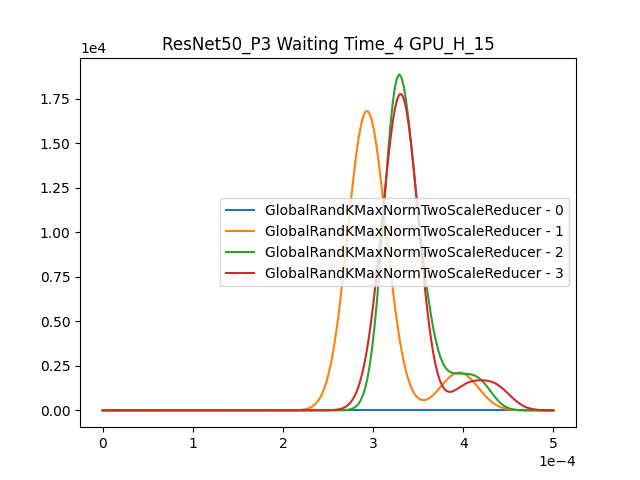 ResNet50_P3 Waiting Time_4 GPU_H_15
1e4
1.75
1.50
1.25
1.00
0.75
0.50
0.25
0.00
GlobalRandKMaxNormTwoScaleReducer - 0
GlobalRandKMaxNormTwoScaleReducer - 1
GlobalRandKMaxNormTwoScaleReducer - 2
GlobalRandKMaxNormTwoScaleReducer - 3
0 1 2 3 4 5
1e−4